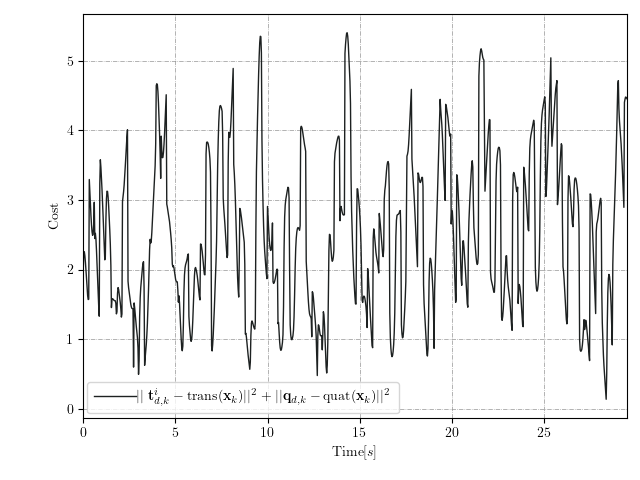 5
4
3
2
1
0
Cost
|| t^i_{d,k} − trans(x_k)||^2 + ||q_{d,k} − quat(x_k)||^2
0 5 10 15 20 25
Time[s]